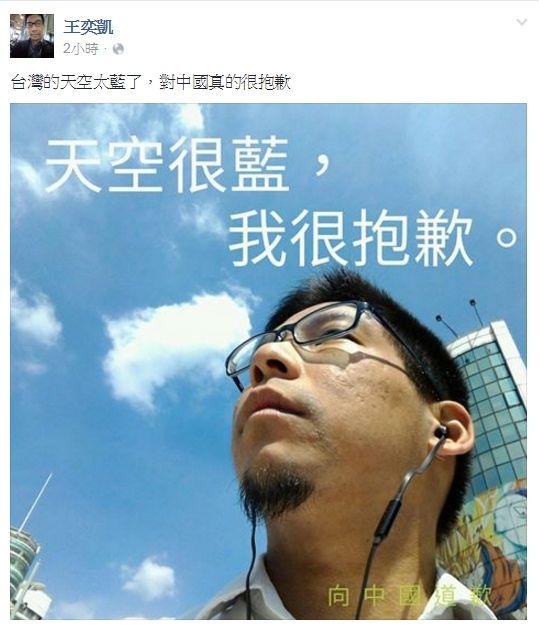 王奕凱
2小時
台灣的天空太藍了，對中國真的很抱歉
天空很藍，
我很抱歉。
向中國道歉